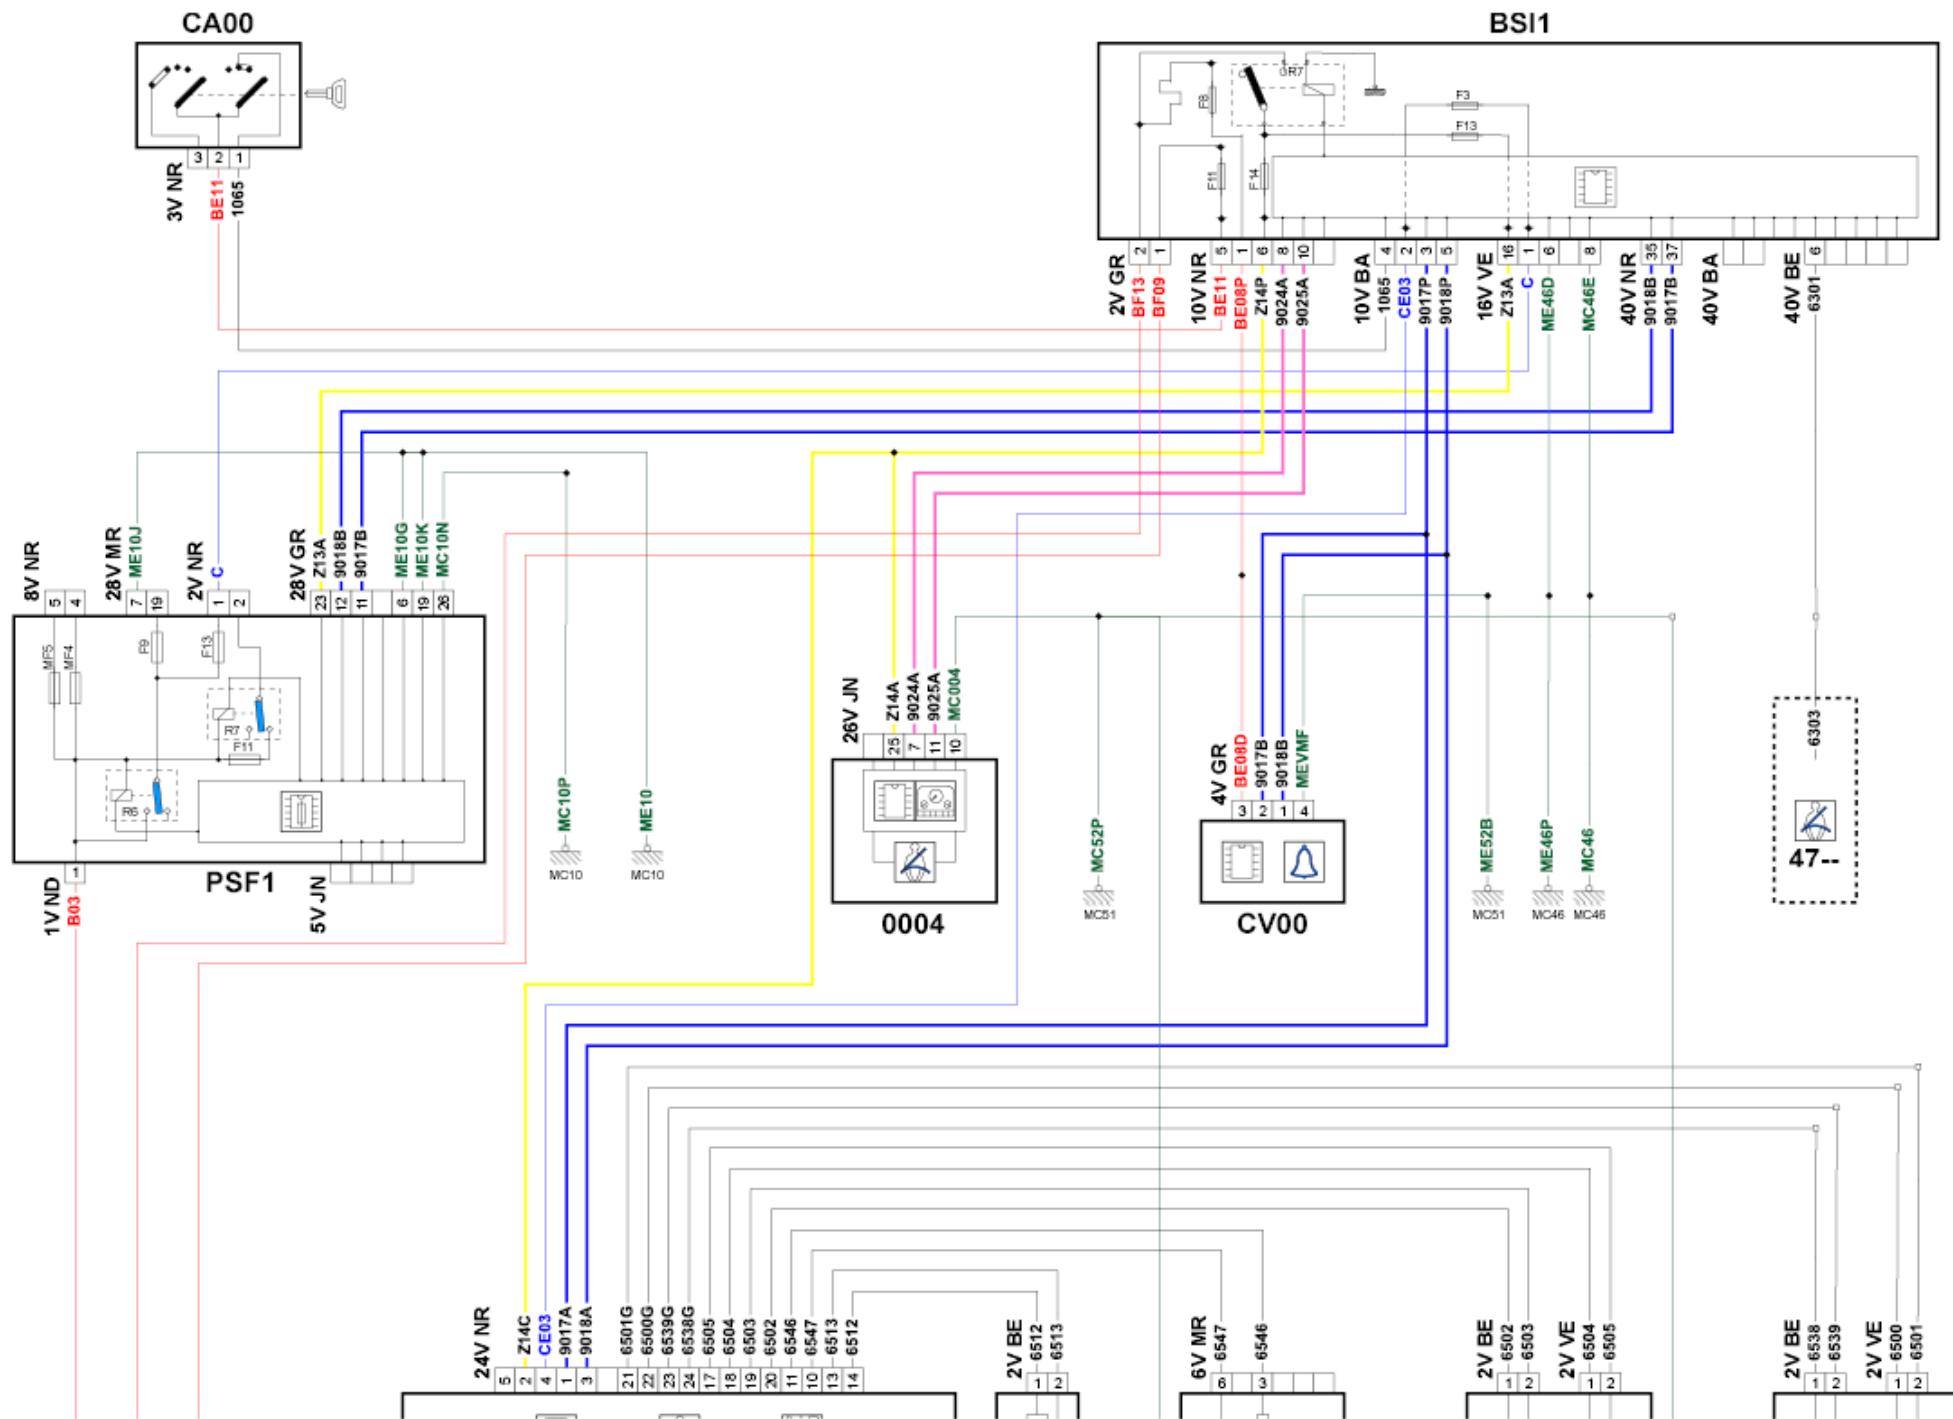 CA00
BSI1
GR7
F8
F3
F13
F11
F14
3 2 1
3V NR
BE11
1065
2 1 5 1 6 8 10 4 2 3 5 16 1 6 8 35 37 6
2V GR
BF13
BF09
10V NR
BE11
BE08P
Z14P
9024A
9025A
10V BA
1065
CE03
9017P
9018P
16V VE
Z13A
C
ME46D
MC46E
40V NR
9018B
9017B
40V BA
40V BE
6301
8V NR
28V MR
ME10J
2V NR
C
28V GR
Z13A
9018B
9017B
ME10G
ME10K
MC10N
5 4 7 19 1 2 23 12 11 6 19 26
MF5
MF4
F9
F13
R7
F11
R6
1
PSF1
1V ND
B03
5V JN
MC10P
ME10
MC10
MC10
26V JN
Z14A
9024A
9025A
MC004
25 7 11 10
0004
MC52P
MC51
4V GR
BE08D
9017B
9018B
MEVMF
3 2 1 4
CV00
ME52B
ME46P
MC46
MC51
MC46
MC46
6303
47--
24V NR
Z14C
CE03
9017A
9018A
6501G
6500G
6539G
6538G
6505
6504
6503
6502
6546
6547
6513
6512
5 2 4 1 3 21 22 23 24 17 18 19 20 11 10 13 14
2V BE
6512
6513
1 2
6V MR
6547
6546
6 3
2V BE
6502
6503
1 2
2V VE
6504
6505
1 2
2V BE
6538
6539
1 2
2V VE
6500
6501
1 2